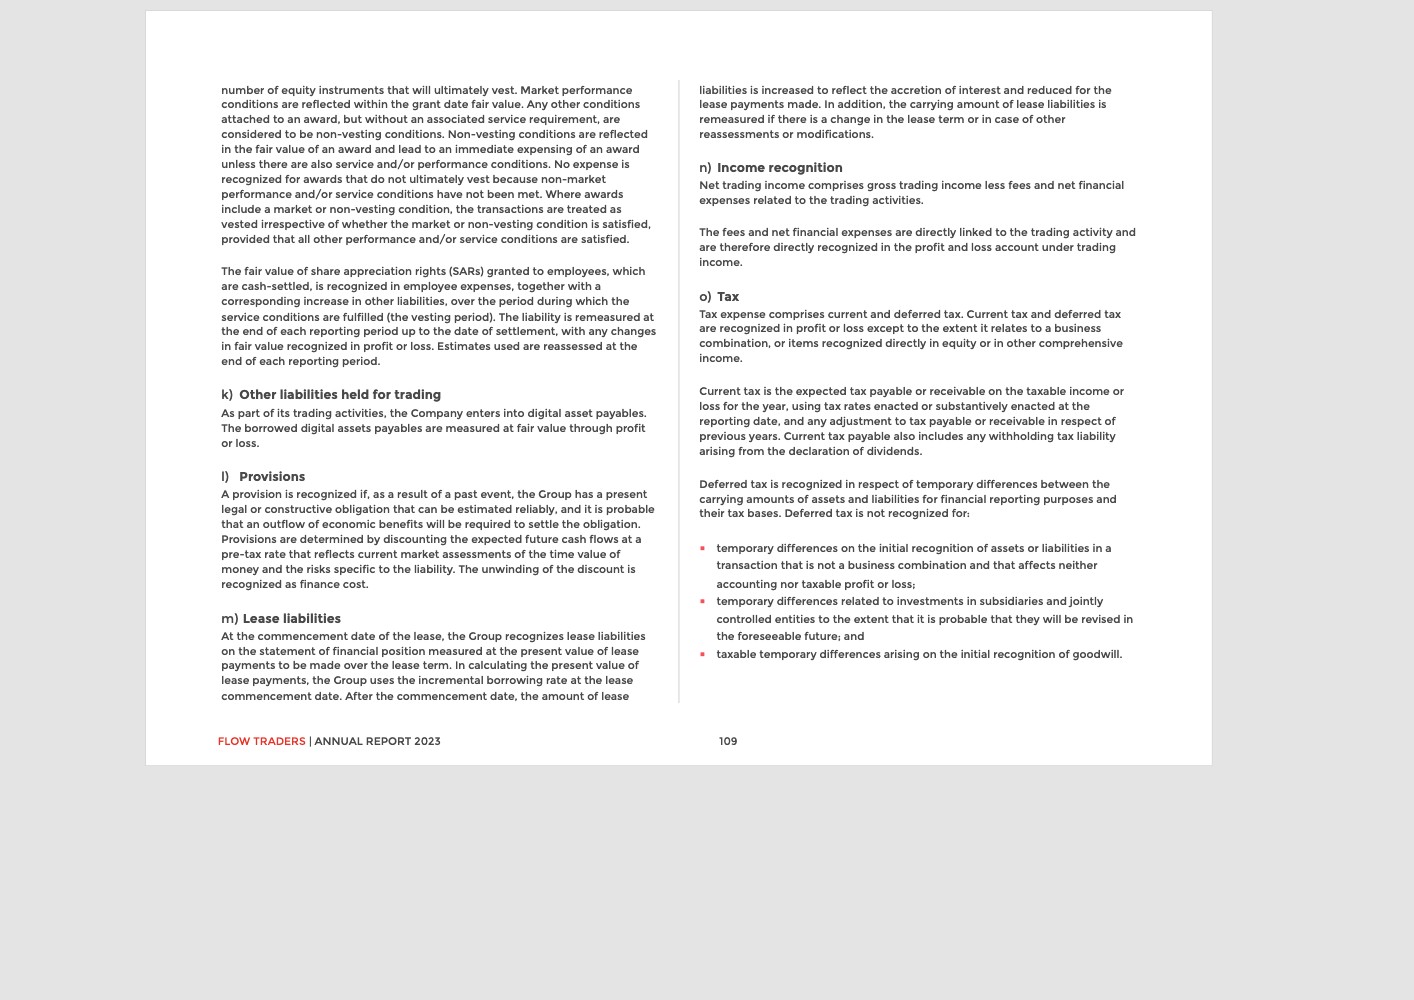 number of equity instruments that will ultimately vest. Market performance
conditions are reflected within the grant date fair value. Any other conditions
attached to an award, but without an associated service requirement, are
considered to be non-vesting conditions. Non-vesting conditions are reflected
in the fair value of an award and lead to an immediate expensing of an award
unless there are also service and/or performance conditions. No expense is
recognized for awards that do not ultimately vest because non-market
performance and/or service conditions have not been met. Where awards
include a market or non-vesting condition, the transactions are treated as
vested irrespective of whether the market or non-vesting condition is satisfied,
provided that all other performance and/or service conditions are satisfied.
The fair value of share appreciation rights (SARs) granted to employees, which
are cash-settled, is recognized in employee expenses, together with a
corresponding increase in other liabilities, over the period during which the
service conditions are fulfilled (the vesting period). The liability is remeasured at
the end of each reporting period up to the date of settlement, with any changes
in fair value recognized in profit or loss. Estimates used are reassessed at the
end of each reporting period.
k) Other liabilities held for trading
As part of its trading activities, the Company enters into digital asset payables.
The borrowed digital assets payables are measured at fair value through profit
or loss.
l) Provisions
A provision is recognized if, as a result of a past event, the Group has a present
legal or constructive obligation that can be estimated reliably, and it is probable
that an outflow of economic benefits will be required to settle the obligation.
Provisions are determined by discounting the expected future cash flows at a
pre-tax rate that reflects current market assessments of the time value of
money and the risks specific to the liability. The unwinding of the discount is
recognized as finance cost.
m) Lease liabilities
At the commencement date of the lease, the Group recognizes lease liabilities
on the statement of financial position measured at the present value of lease
payments to be made over the lease term. In calculating the present value of
lease payments, the Group uses the incremental borrowing rate at the lease
commencement date. After the commencement date, the amount of lease
liabilities is increased to reflect the accretion of interest and reduced for the
lease payments made. In addition, the carrying amount of lease liabilities is
remeasured if there is a change in the lease term or in case of other
reassessments or modifications.
n) Income recognition
Net trading income comprises gross trading income less fees and net financial
expenses related to the trading activities.
The fees and net financial expenses are directly linked to the trading activity and
are therefore directly recognized in the profit and loss account under trading
income.
o) Tax
Tax expense comprises current and deferred tax. Current tax and deferred tax
are recognized in profit or loss except to the extent it relates to a business
combination, or items recognized directly in equity or in other comprehensive
income.
Current tax is the expected tax payable or receivable on the taxable income or
loss for the year, using tax rates enacted or substantively enacted at the
reporting date, and any adjustment to tax payable or receivable in respect of
previous years. Current tax payable also includes any withholding tax liability
arising from the declaration of dividends.
Deferred tax is recognized in respect of temporary differences between the
carrying amounts of assets and liabilities for financial reporting purposes and
their tax bases. Deferred tax is not recognized for:
▪ temporary differences on the initial recognition of assets or liabilities in a
transaction that is not a business combination and that affects neither
accounting nor taxable profit or loss;
▪ temporary differences related to investments in subsidiaries and jointly
controlled entities to the extent that it is probable that they will be revised in
the foreseeable future; and
▪ taxable temporary differences arising on the initial recognition of goodwill.
FLOW TRADERS | ANNUAL REPORT 2023
109